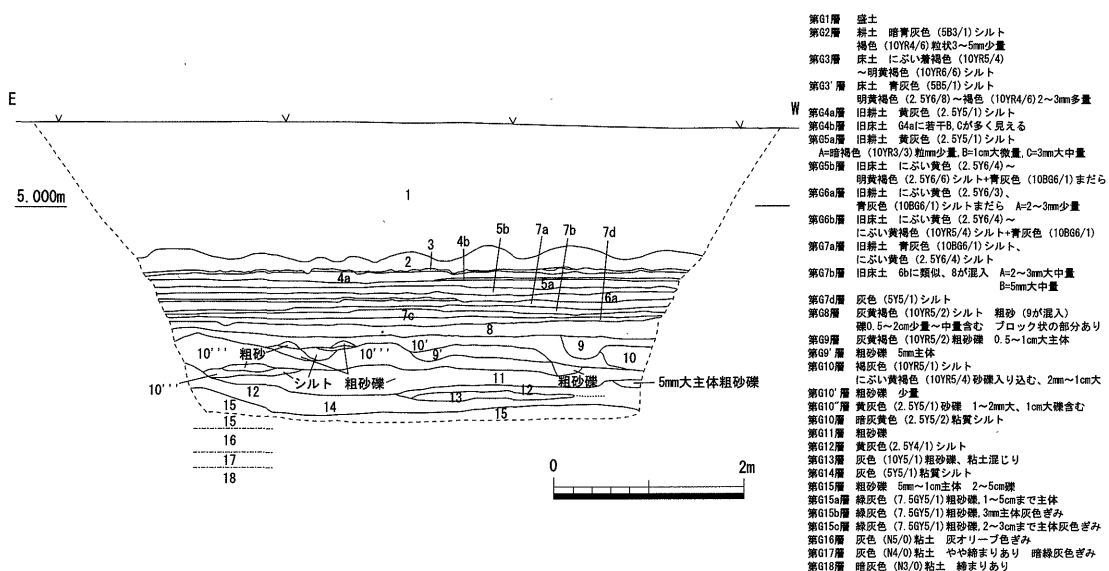 E
W
5.000m
1
2
3
4b
5b
7a
7b
7d
4a
5a
6a
7c
8
9
10'''
粗砂
10'''
10'
9'
10
シルト
粗砂礫
粗砂礫
5mm大主体粗砂礫
10''
11
12
12
13
14
15
15
15
16
17
18
0
2m
第G1層 盛土
第G2層 耕土 暗青灰色 (5B3/1) シルト
褐色 (10YR4/6) 粒状3〜5mm少量
第G3層 床土 にぶい着褐色 (10YR5/4)
〜明黄褐色 (10YR6/6) シルト
第G3'層 床土 青灰色 (5B5/1) シルト
明黄褐色 (2.5Y6/8) 〜褐色 (10YR4/6) 2〜3mm多量
第G4a層 旧耕土 黄灰色 (2.5Y5/1) シルト
第G4b層 旧床土 G4aに若干B,Cが多く見える
第G5a層 旧耕土 黄灰色 (2.5Y5/1) シルト
A=暗褐色 (10YR3/3) 粒mm少量, B=1cm大微量, C=3mm大中量
第G5b層 旧床土 にぶい黄色 (2.5Y6/4) 〜
明黄褐色 (2.5Y6/6) シルト+青灰色 (10BG6/1) まだら
第G6a層 旧耕土 にぶい黄色 (2.5Y6/3)、
青灰色 (10BG6/1) シルトまだら A=2〜3mm少量
第G6b層 旧床土 にぶい黄色 (2.5Y6/4) 〜
にぶい黄褐色 (10YR5/4) シルト+青灰色 (10BG6/1)
第G7a層 旧耕土 青灰色 (10BG6/1) シルト、
にぶい黄色 (2.5Y6/4) シルト
第G7b層 旧床土 6bに類似、8が混入 A=2〜3mm大中量
B=5mm大中量
第G7d層 灰色 (5Y5/1) シルト
第G8層 灰黄褐色 (10YR5/2) シルト 粗砂 (9が混入)
礫0.5〜2cm少量〜中量含む ブロック状の部分あり
第G9層 灰黄褐色 (10YR5/2) 粗砂礫 0.5〜1cm大主体
第G9'層 粗砂礫 5mm主体
第G10層 褐灰色 (10YR5/1) シルト
にぶい黄褐色 (10YR5/4) 砂礫入り込む、2mm〜1cm大
第G10'層 粗砂礫 少量
第G10"層 黄灰色 (2.5Y5/1) 砂礫 1〜2mm大、1cm大礫含む
第G10層 暗灰黄色 (2.5Y5/2) 粘質シルト
第G11層 粗砂礫
第G12層 黄灰色 (2.5Y4/1) シルト
第G13層 灰色 (10Y5/1) 粗砂礫、粘土混じり
第G14層 灰色 (5Y5/1) 粘質シルト
第G15層 粗砂礫 5mm〜1cm主体 2〜5cm礫
第G15a層 緑灰色 (7.5GY5/1) 粗砂礫, 1〜5cmまで主体
第G15b層 緑灰色 (7.5GY5/1) 粗砂礫, 3mm主体灰色ぎみ
第G15c層 緑灰色 (7.5GY5/1) 粗砂礫, 2〜3cmまで主体灰色ぎみ
第G16層 灰色 (N5/0) 粘土 灰オリーブ色ぎみ
第G17層 灰色 (N4/0) 粘土 やや締まりあり 暗緑灰色ぎみ
第G18層 暗灰色 (N3/0) 粘土 締まりあり